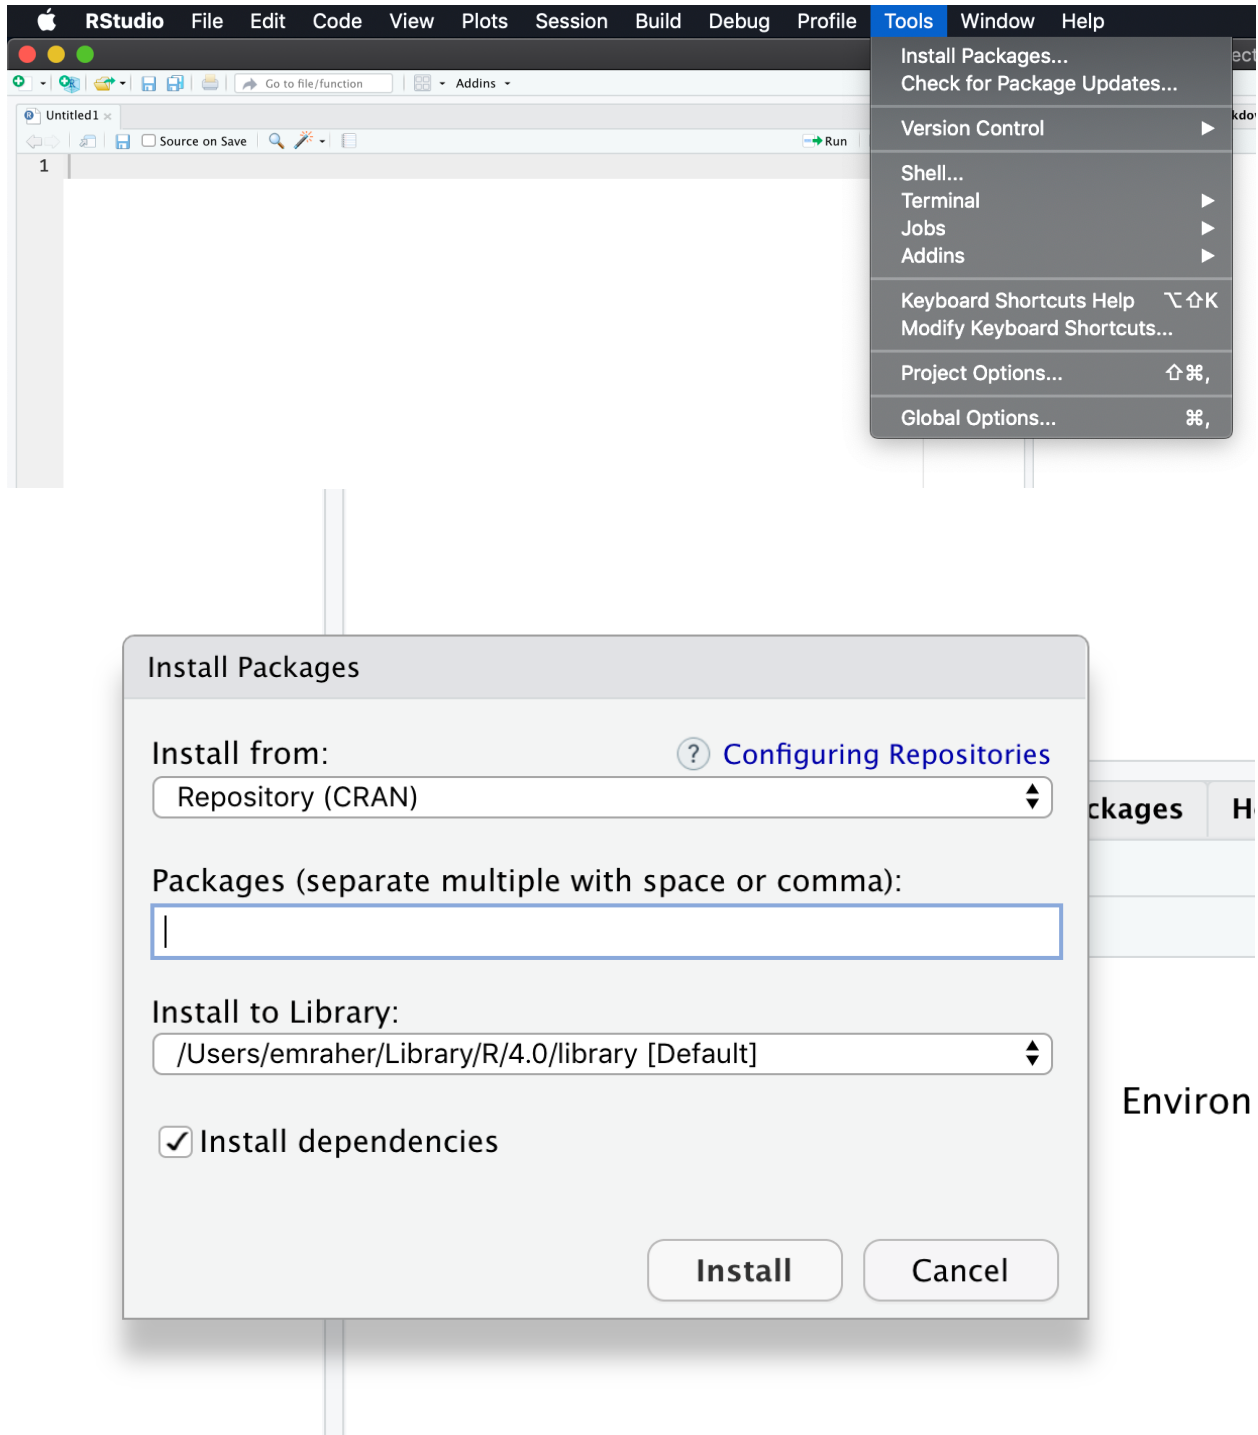 RStudio File Edit Code View Plots Session Build Debug Profile Tools Window Help
Install Packages...
Check for Package Updates...
Version Control
Shell...
Terminal
Jobs
Addins
Keyboard Shortcuts Help ⌥⇧K
Modify Keyboard Shortcuts...
Project Options... ⇧⌘,
Global Options... ⌘,
Go to file/function Addins
Untitled1
Source on Save Run
1
Install Packages
Install from: ? Configuring Repositories
Repository (CRAN)
Packages (separate multiple with space or comma):
Install to Library:
/Users/emraher/Library/R/4.0/library [Default]
Install dependencies
Install Cancel
ckages H
Environ